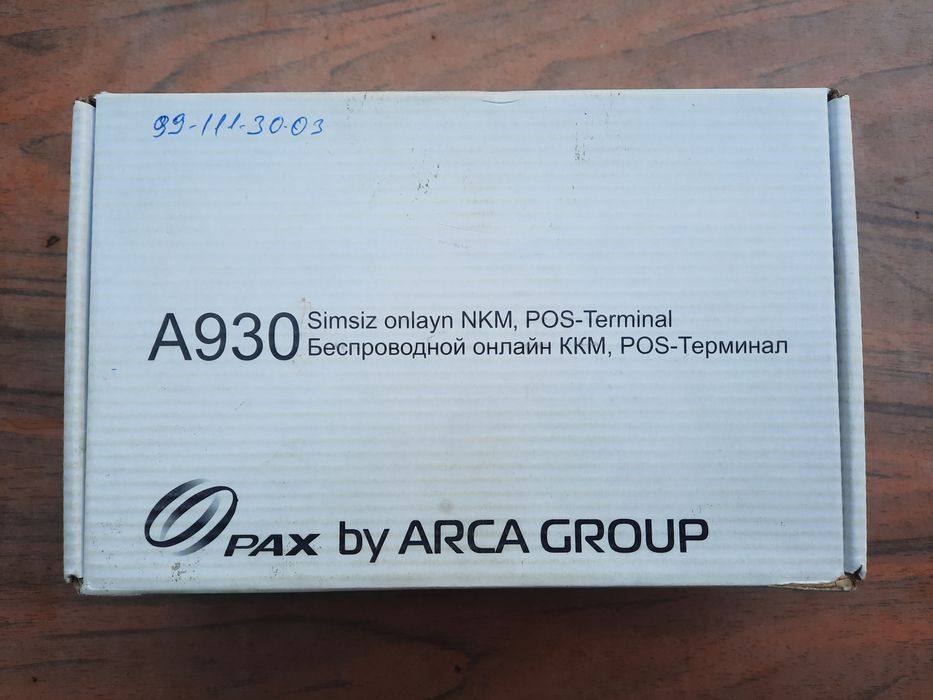 99-111-30-03
A930
Simsiz onlayn NKM, POS-Terminal
Беспроводной онлайн ККМ, POS-Терминал
PAX by ARCA GROUP